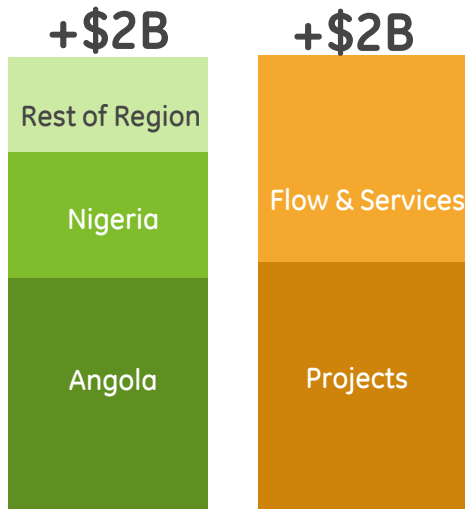 +$2B
Rest of Region
Nigeria
Angola
+$2B
Flow & Services
Projects